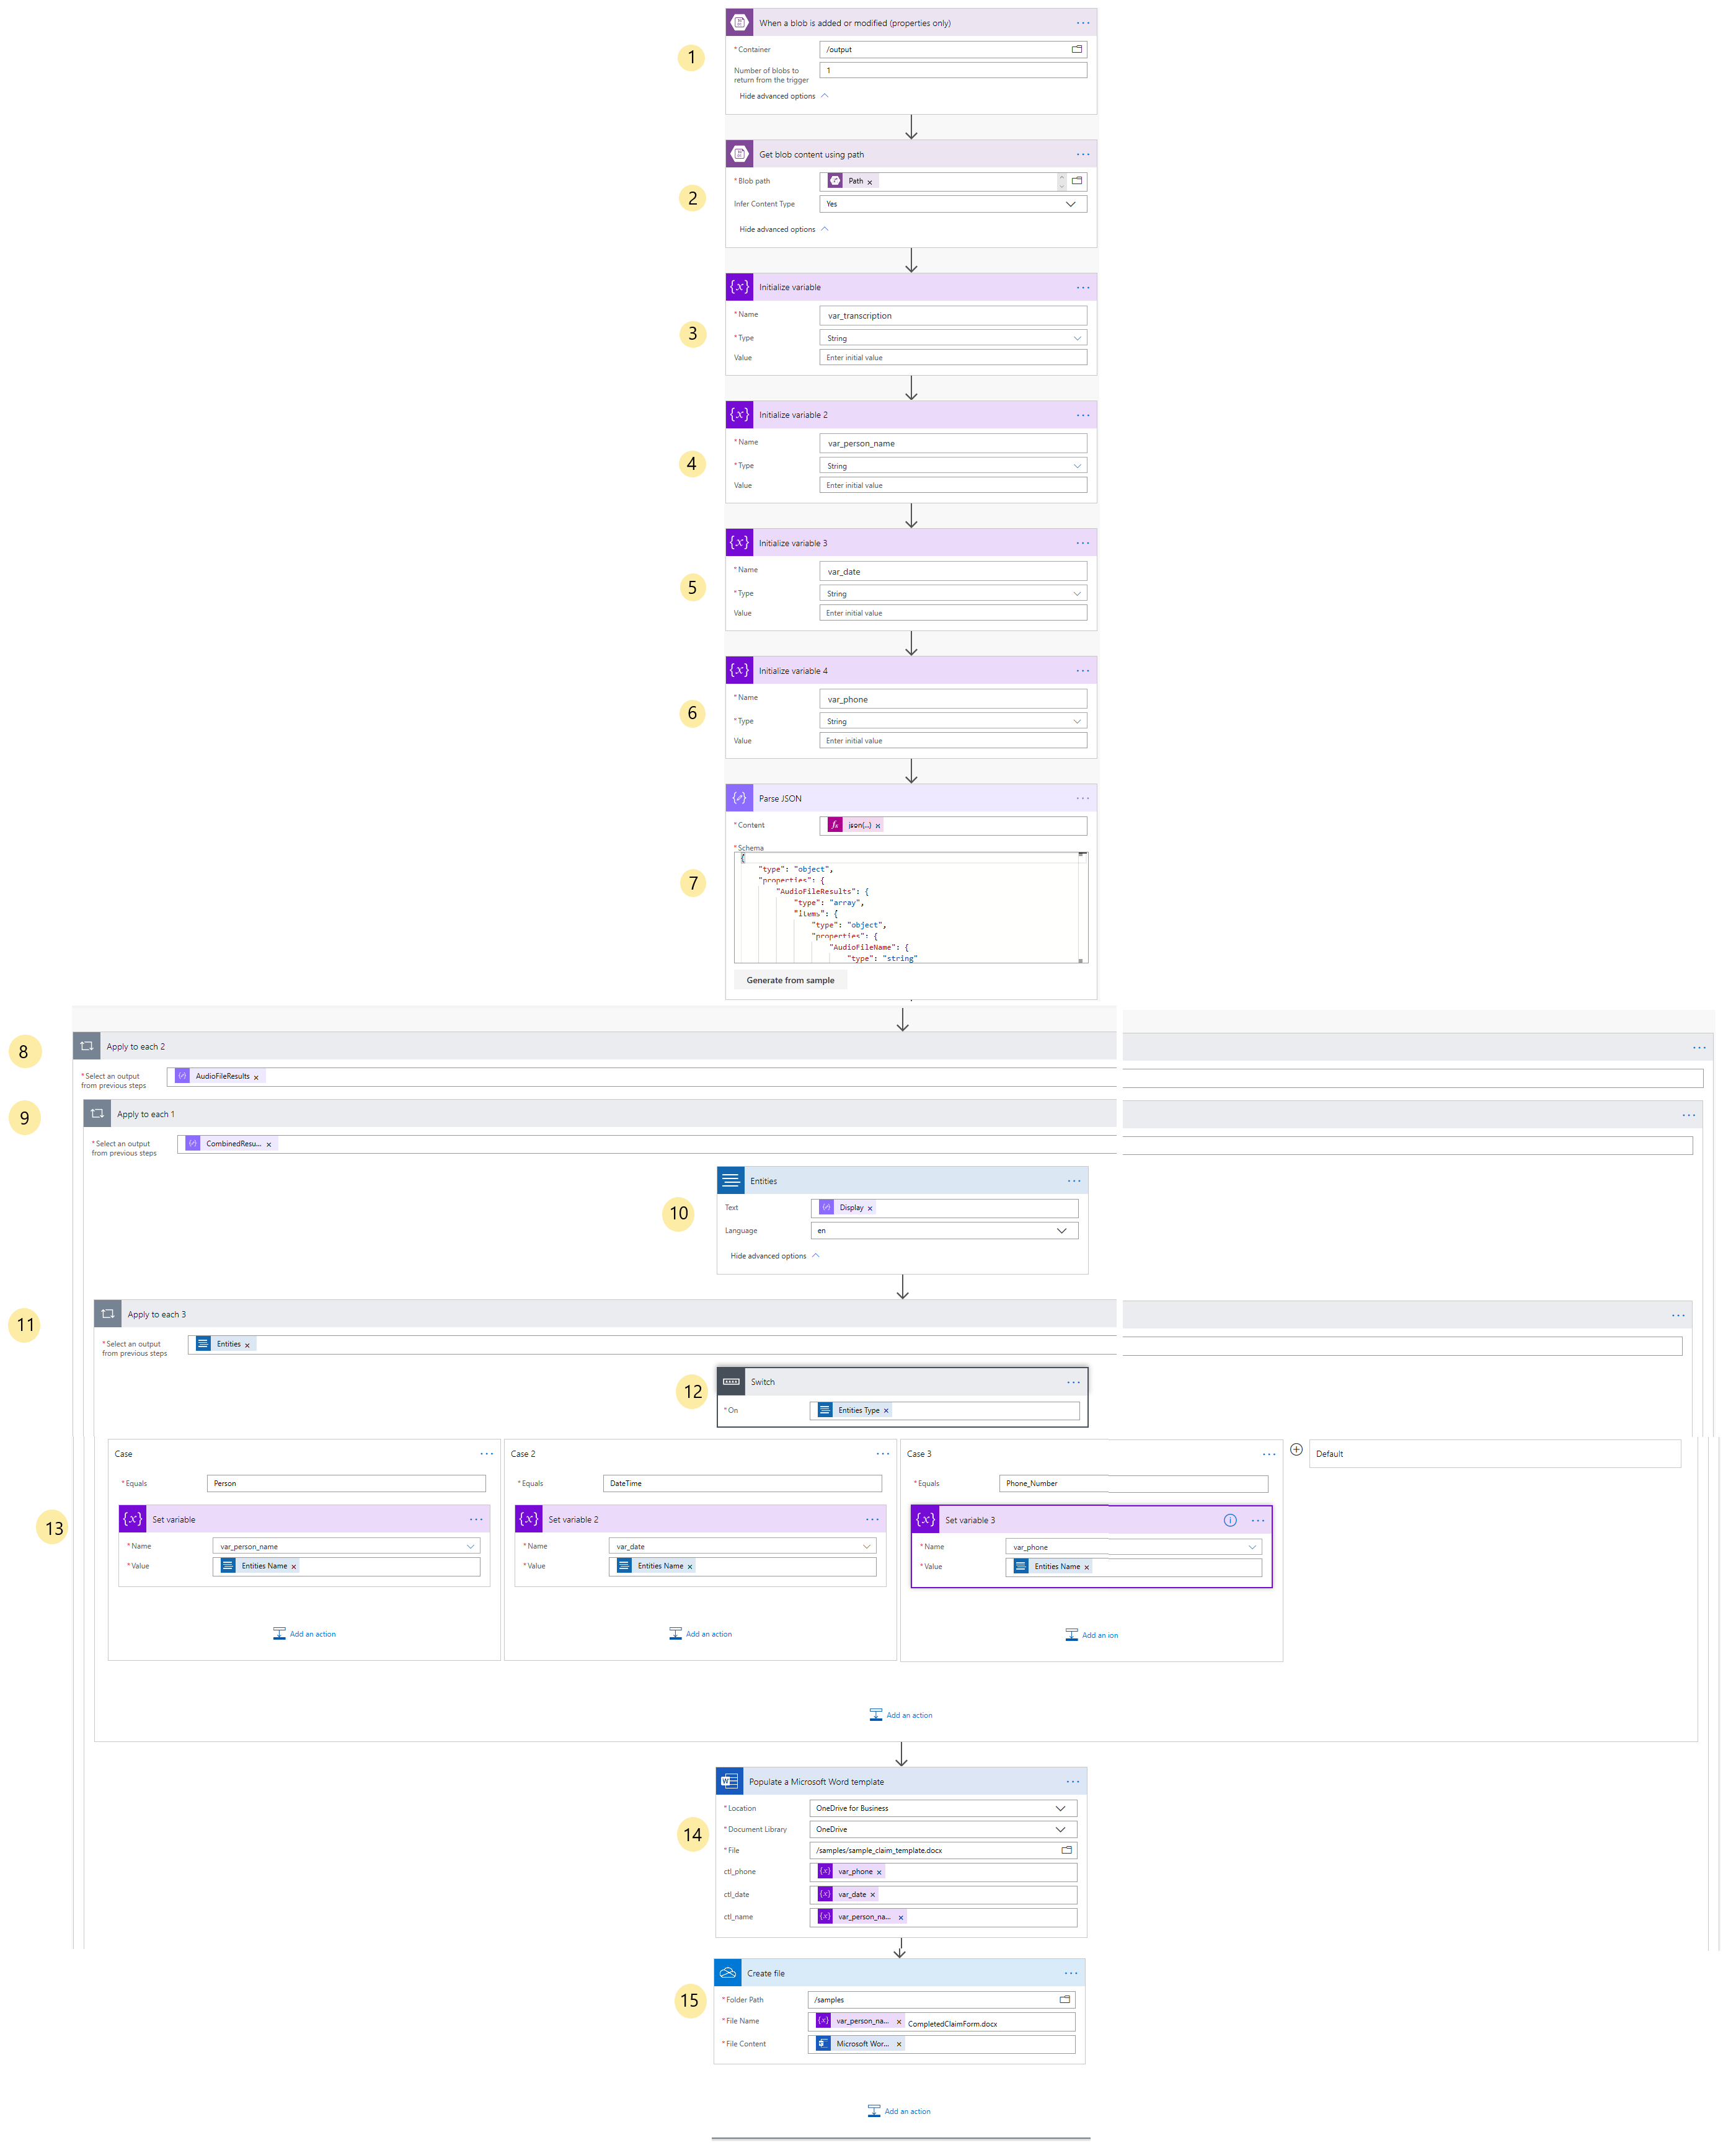 When a blob is added or modified (properties only)
1
* Container
/output
Number of blobs to
return from the trigger
1
Hide advanced options
Get blob content using path
2
* Blob path
Path ×
Infer Content Type
Yes
Hide advanced options
{x} Initialize variable
3
* Name
var_transcription
* Type
String
Value
Enter initial value
{x} Initialize variable 2
4
* Name
var_person_name
* Type
String
Value
Enter initial value
{x} Initialize variable 3
5
* Name
var_date
* Type
String
Value
Enter initial value
{x} Initialize variable 4
6
* Name
var_phone
* Type
String
Value
Enter initial value
Parse JSON
7
* Content
fx json(...) ×
* Schema
{
"type": "object",
"properties": {
"AudioFileResults": {
"type": "array",
"items": {
"type": "object",
"properties": {
"AudioFileName": {
"type": "string"
Generate from sample
8
Apply to each 2
* Select an output
from previous steps
AudioFileResults ×
9
Apply to each 1
* Select an output
from previous steps
CombinedResu... ×
10
Entities
Text
Display ×
Language
en
Hide advanced options
11
Apply to each 3
* Select an output
from previous steps
Entities ×
12
Switch
* On
Entities Type ×
13
Case
* Equals
Person
{x} Set variable
* Name
var_person_name
* Value
Entities Name ×
Add an action
Case 2
* Equals
DateTime
{x} Set variable 2
* Name
var_date
* Value
Entities Name ×
Add an action
Case 3
* Equals
Phone_Number
{x} Set variable 3
* Name
var_phone
* Value
Entities Name ×
Add an ion
Default
Add an action
14
Populate a Microsoft Word template
* Location
OneDrive for Business
* Document Library
OneDrive
* File
/samples/sample_claim_template.docx
ctl_phone
{x} var_phone ×
ctl_date
{x} var_date ×
ctl_name
{x} var_person_na... ×
15
Create file
* Folder Path
/samples
* File Name
{x} var_person_na... × CompletedClaimForm.docx
* File Content
Microsoft Wor... ×
Add an action